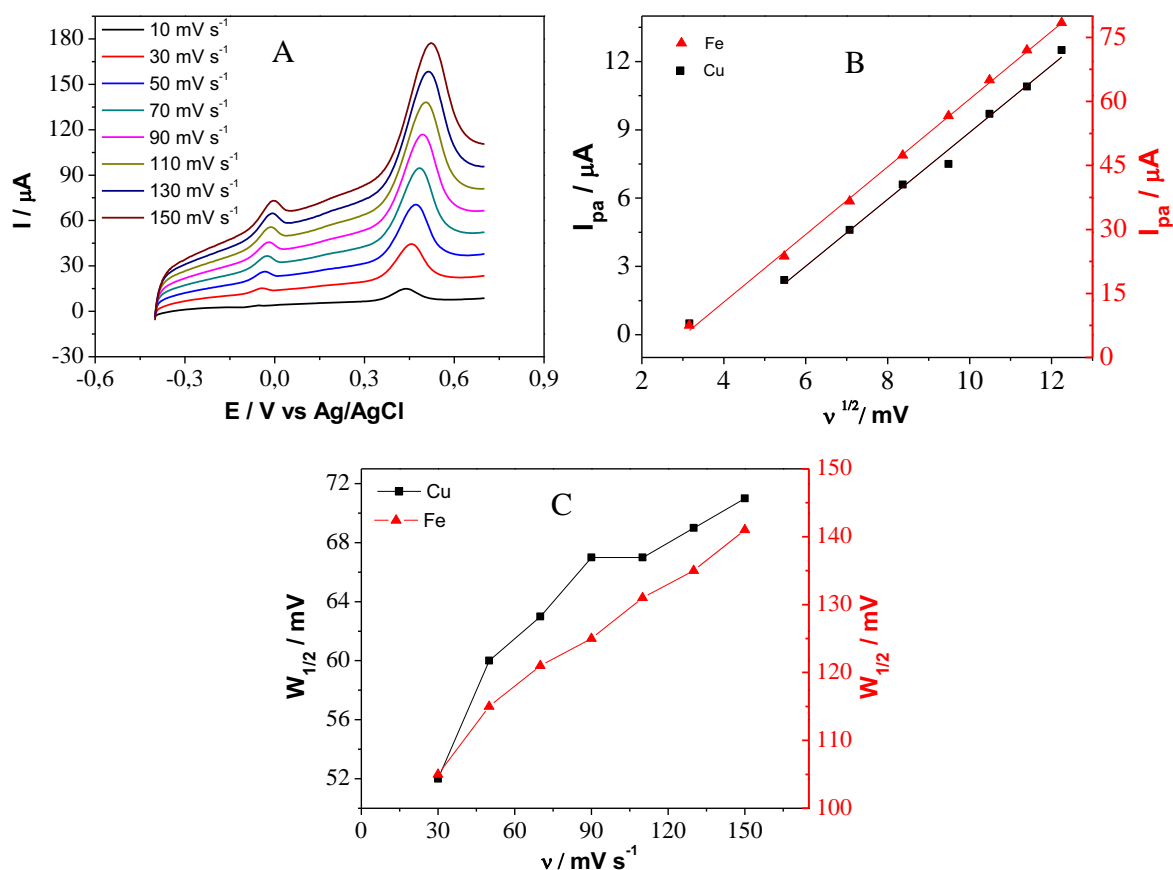 A
10 mV s⁻¹
30 mV s⁻¹
50 mV s⁻¹
70 mV s⁻¹
90 mV s⁻¹
110 mV s⁻¹
130 mV s⁻¹
150 mV s⁻¹
180
150
120
90
60
30
0
-30
I / µA
-0,6
-0,3
0,0
0,3
0,6
0,9
E / V vs Ag/AgCl
B
Fe
Cu
12
9
6
3
0
I_pa / µA
75
60
45
30
15
0
I_pa / µA
2
4
6
8
10
12
ν ^1/2/ mV
C
Cu
Fe
72
68
64
60
56
52
W_1/2 / mV
150
140
130
120
110
100
W_1/2 / mV
0
30
60
90
120
150
ν / mV s⁻¹